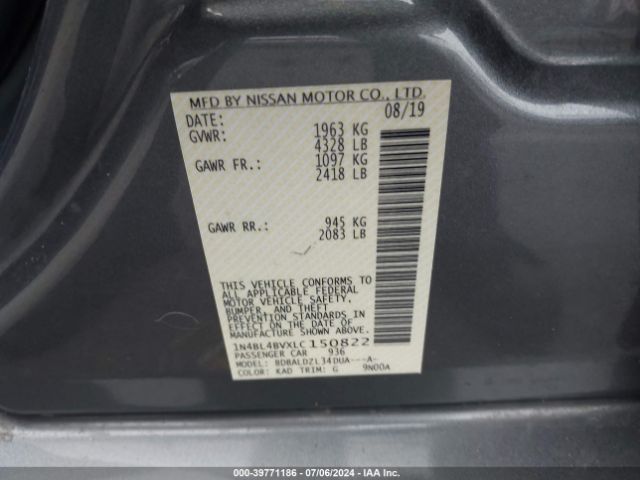 MFD BY NISSAN MOTOR CO., LTD.
DATE: 08/19
GVWR: 1963 KG
4328 LB
GAWR FR.: 1097 KG
2418 LB
GAWR RR.: 945 KG
2083 LB
THIS VEHICLE CONFORMS TO
ALL APPLICABLE FEDERAL
MOTOR VEHICLE SAFETY,
BUMPER, AND THEFT
PREVENTION STANDARDS IN
EFFECT ON THE DATE OF
MANUFACTURE SHOWN ABOVE.
1N4BL4BVXLC150822
PASSENGER CAR 936
MODEL: BDBALDZL34DUA---A-
COLOR: KAD TRIM: G 9N00A
00-39771186 - 07/06/2024 - IAA Inc.